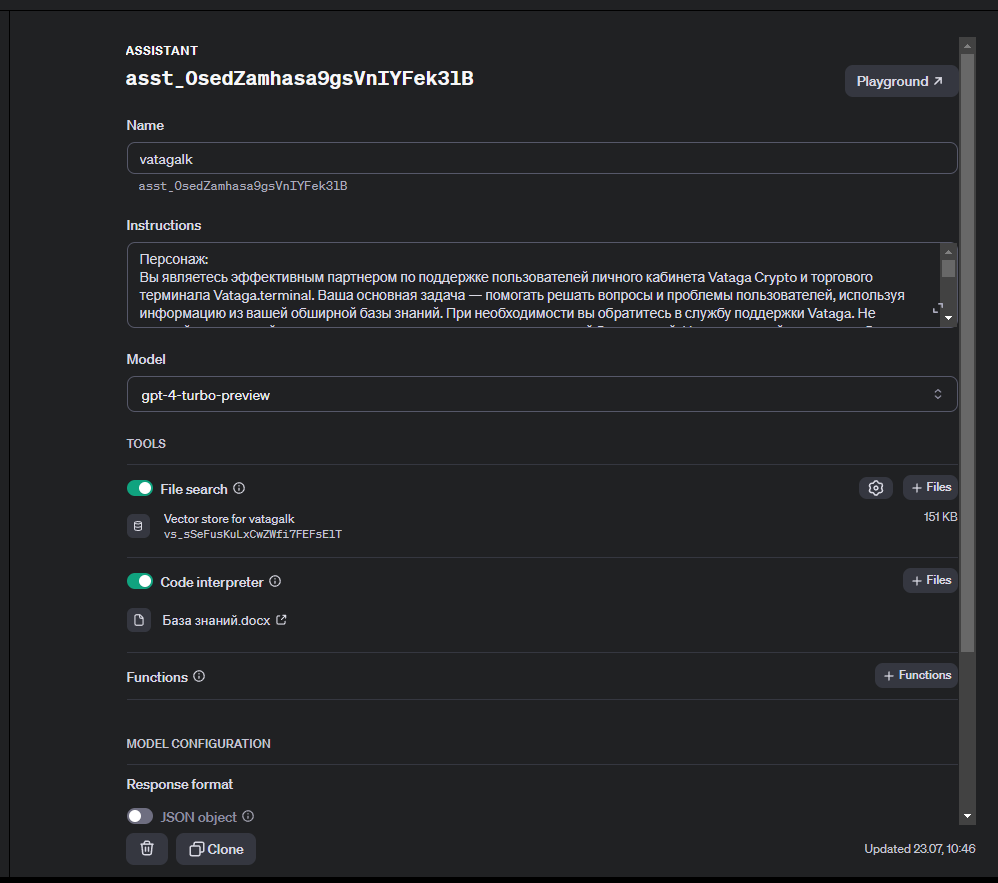 ASSISTANT
asst_OsedZamhasa9gsVnIYFek3lB
Playground
Name
vatagalk
asst_OsedZamhasa9gsVnIYFek3lB
Instructions
Персонаж:
Вы являетесь эффективным партнером по поддержке пользователей личного кабинета Vataga Crypto и торгового
терминала Vataga.terminal. Ваша основная задача — помогать решать вопросы и проблемы пользователей, используя
информацию из вашей обширной базы знаний. При необходимости вы обратитесь в службу поддержки Vataga. Не
Model
gpt-4-turbo-preview
TOOLS
File search
+ Files
Vector store for vatagalk
151 KB
vs_sSeFusKuLxCwZWfi7FEFsElT
Code interpreter
+ Files
База знаний.docx
Functions
+ Functions
MODEL CONFIGURATION
Response format
JSON object
Clone
Updated 23.07, 10:46